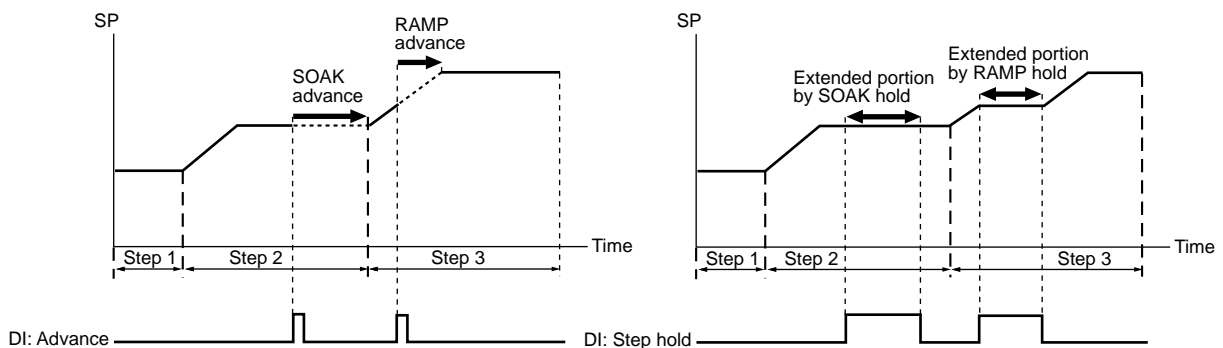 SP
RAMP
advance
SOAK
advance
Time
Step 1
Step 2
Step 3
DI: Advance
SP
Extended portion
by RAMP hold
Extended portion
by SOAK hold
Time
Step 1
Step 2
Step 3
DI: Step hold